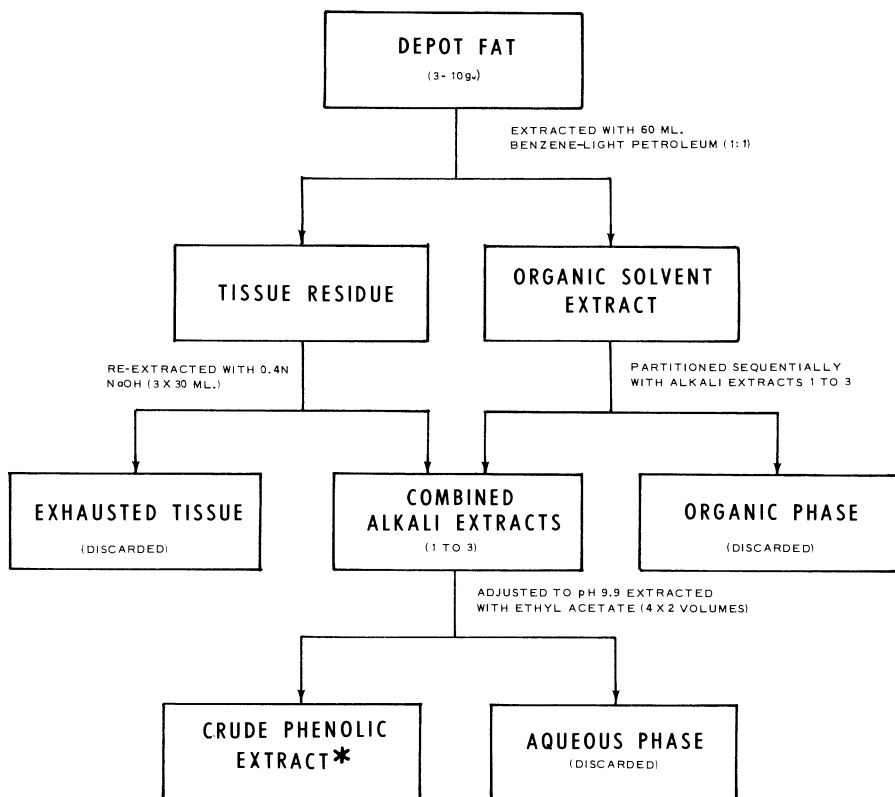 DEPOT FAT
(3-10g.)
EXTRACTED WITH 60 ML.
BENZENE-LIGHT PETROLEUM (1:1)
TISSUE RESIDUE
ORGANIC SOLVENT
EXTRACT
RE-EXTRACTED WITH 0.4N
NaOH (3 X 30 ML.)
PARTITIONED SEQUENTIALLY
WITH ALKALI EXTRACTS 1 TO 3
EXHAUSTED TISSUE
(DISCARDED)
COMBINED
ALKALI EXTRACTS
(1 TO 3)
ORGANIC PHASE
(DISCARDED)
ADJUSTED TO pH 9.9 EXTRACTED
WITH ETHYL ACETATE (4 X 2 VOLUMES)
CRUDE PHENOLIC
EXTRACT*
AQUEOUS PHASE
(DISCARDED)